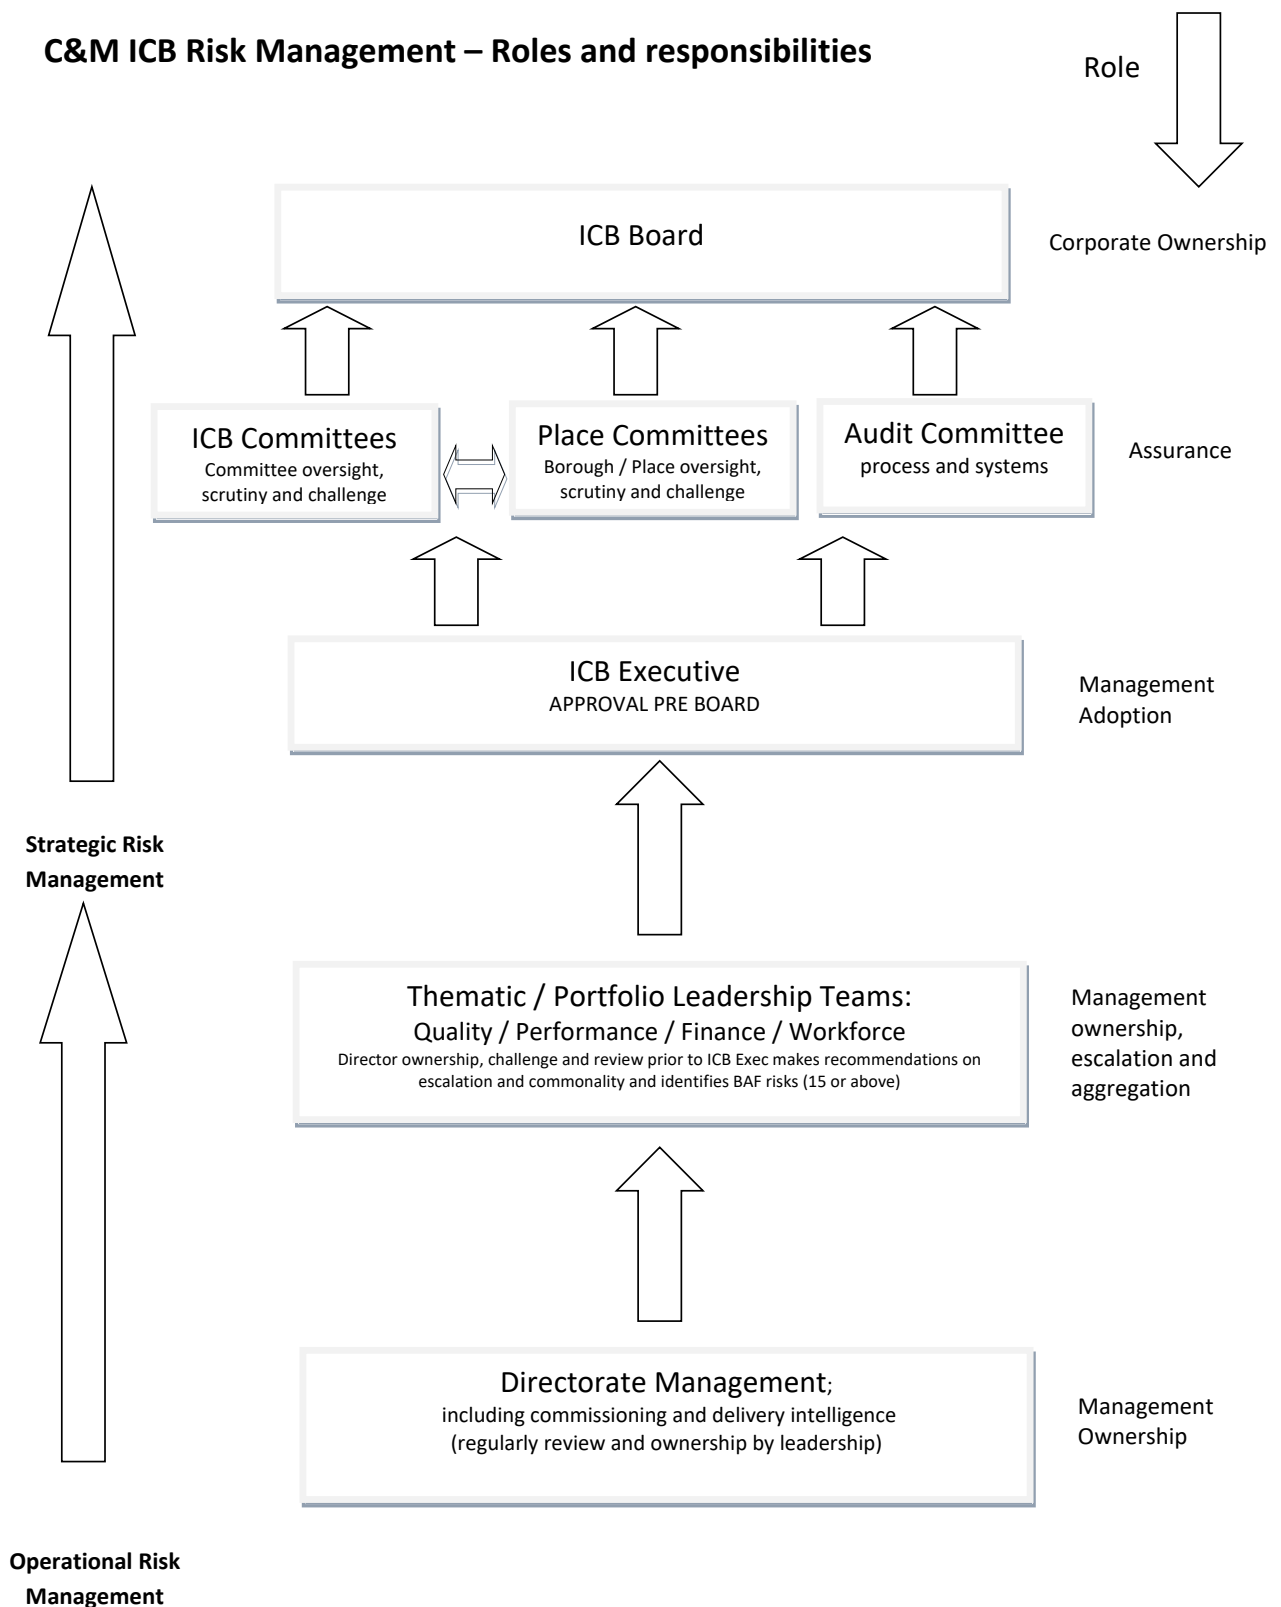 C&M ICB Risk Management – Roles and responsibilities
Role
ICB Board
Corporate Ownership
ICB Committees
Committee oversight,
scrutiny and challenge
Place Committees
Borough / Place oversight,
scrutiny and challenge
Audit Committee
process and systems
Assurance
ICB Executive
APPROVAL PRE BOARD
Management
Adoption
Strategic Risk
Management
Thematic / Portfolio Leadership Teams:
Quality / Performance / Finance / Workforce
Director ownership, challenge and review prior to ICB Exec makes recommendations on
escalation and commonality and identifies BAF risks (15 or above)
Management
ownership,
escalation and
aggregation
Directorate Management;
including commissioning and delivery intelligence
(regularly review and ownership by leadership)
Management
Ownership
Operational Risk
Management